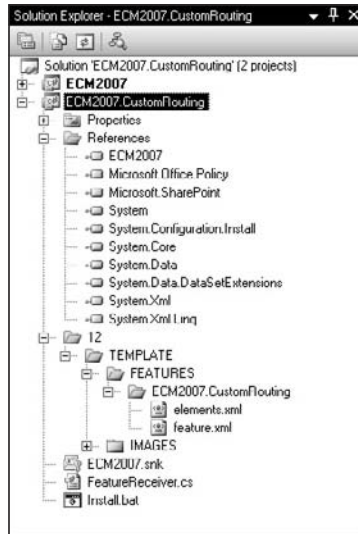 Solution Explorer - ECM2007.CustomRouting
Solution 'ECM2007.CustomRouting' (2 projects)
ECM2007
ECM2007.CustomRouting
Properties
References
ECM2007
Microsoft.Office.Policy
Microsoft.SharePoint
System
System.Configuration.Install
System.Core
System.Data
System.Data.DataSetExtensions
System.Xml
System.Xml.Linq
12
TEMPLATE
FEATURES
ECM2007.CustomRouting
elements.xml
feature.xml
IMAGES
ECM2007.snk
FeatureReceiver.cs
Install.bat